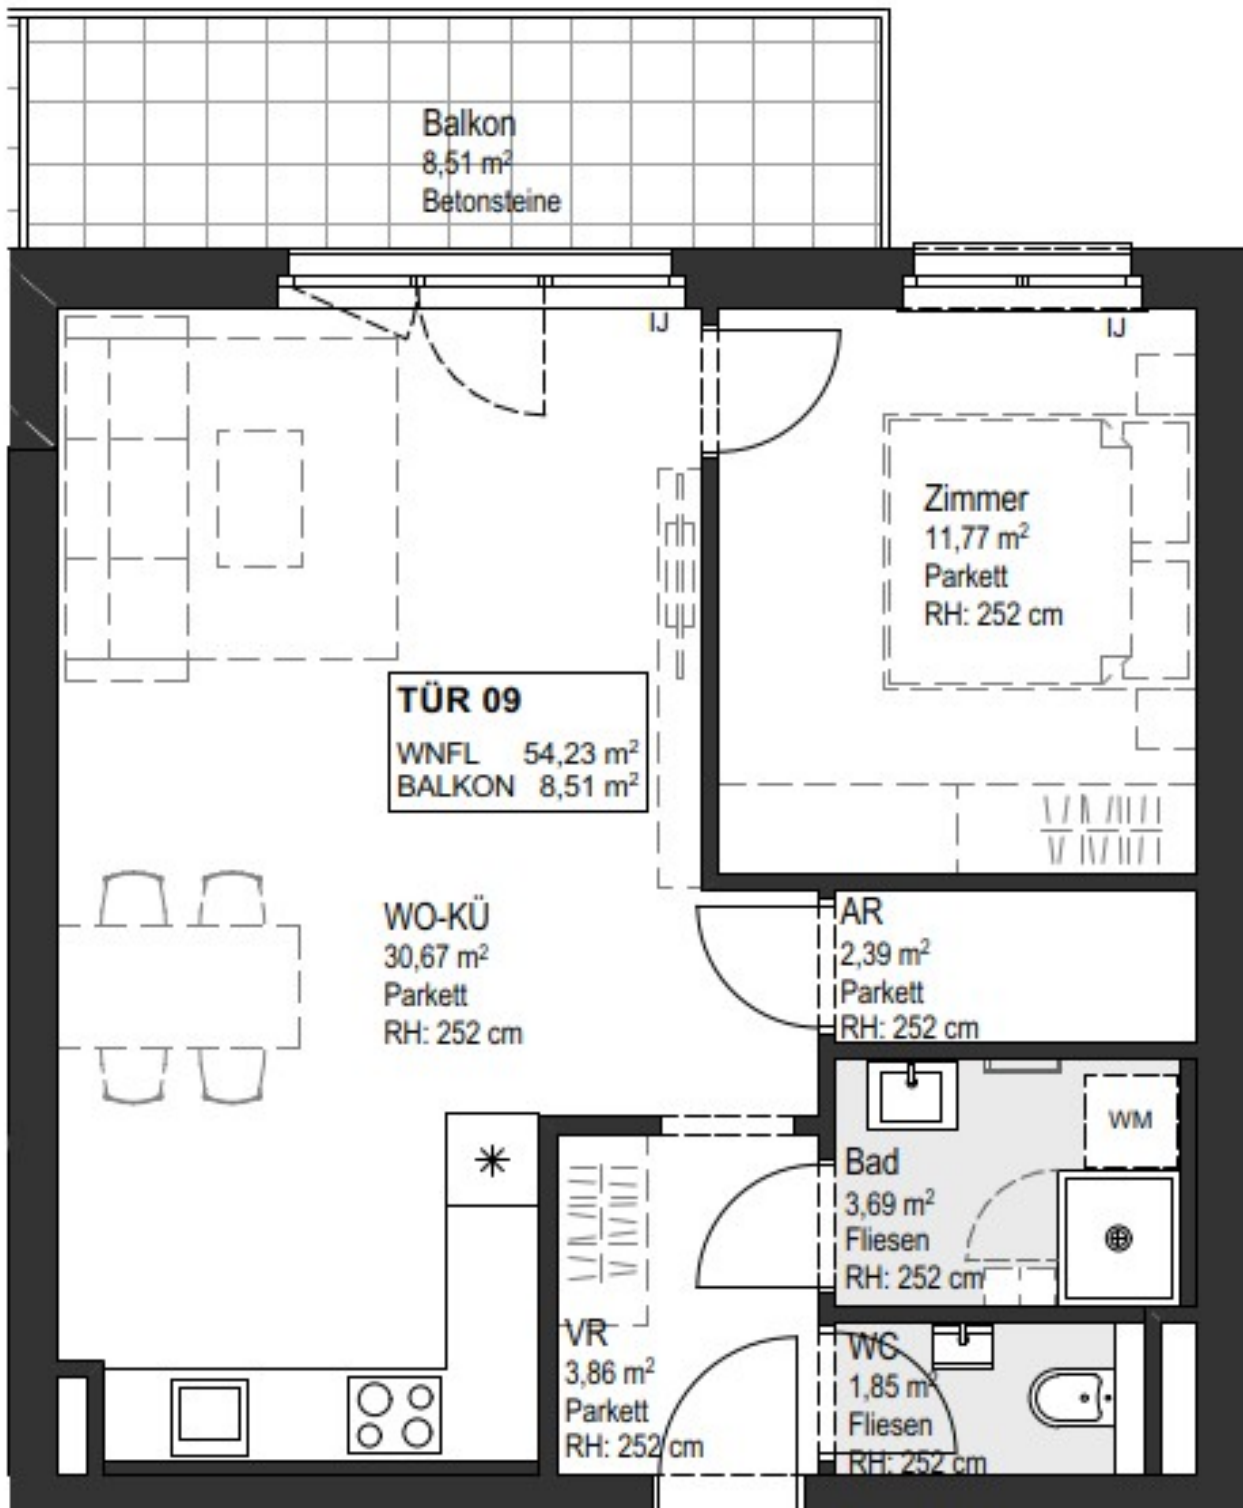 Balkon
8,51 m²
Betonsteine
IJ
IJ
Zimmer
11,77 m²
Parkett
RH: 252 cm
TÜR 09
WNFL 54,23 m²
BALKON 8,51 m²
WO-KÜ
30,67 m²
Parkett
RH: 252 cm
AR
2,39 m²
Parkett
RH: 252 cm
WM
Bad
3,69 m²
Fliesen
RH: 252 cm
VR
3,86 m²
Parkett
RH: 252 cm
WC
1,85 m²
Fliesen
RH: 252 cm